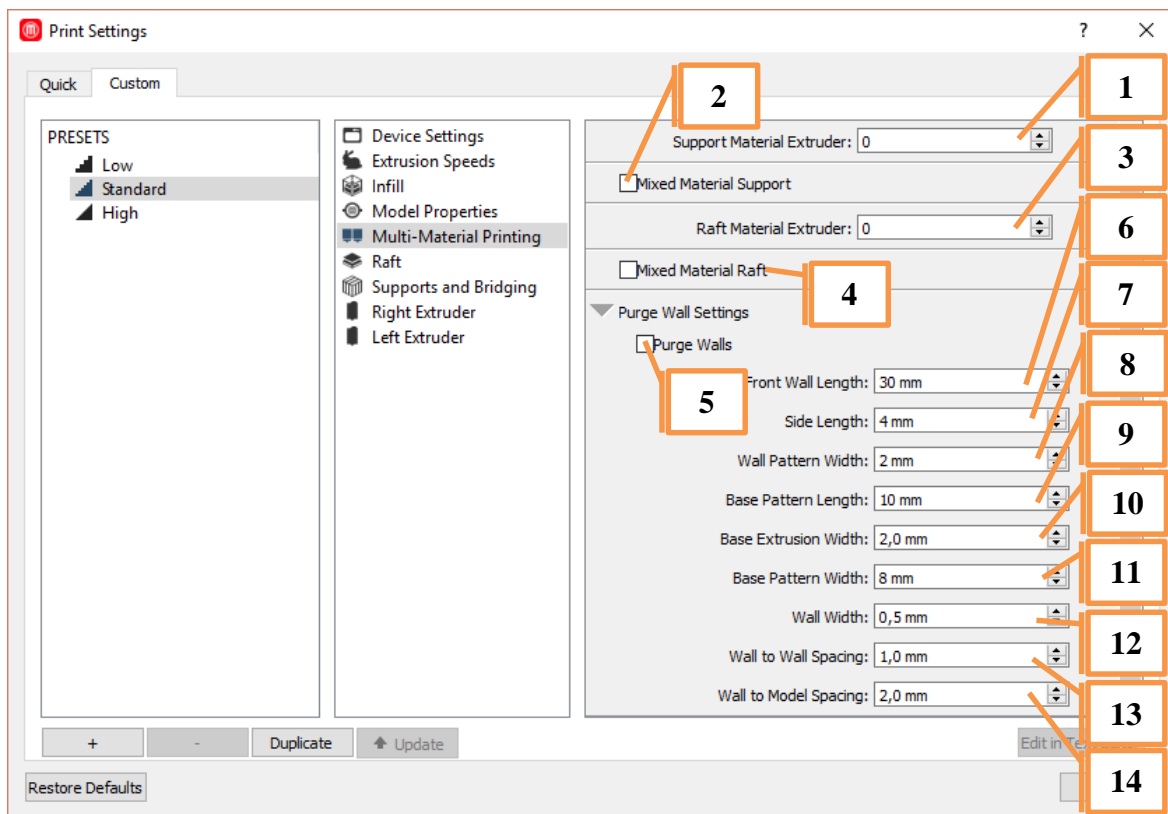 Print Settings
?
Quick
Custom
1
2
3
4
5
6
7
8
9
10
11
12
13
14
PRESETS
Low
Standard
High
Device Settings
Extrusion Speeds
Infill
Model Properties
Multi-Material Printing
Raft
Supports and Bridging
Right Extruder
Left Extruder
Support Material Extruder: 0
Mixed Material Support
Raft Material Extruder: 0
Mixed Material Raft
Purge Wall Settings
Purge Walls
Front Wall Length: 30 mm
Side Length: 4 mm
Wall Pattern Width: 2 mm
Base Pattern Length: 10 mm
Base Extrusion Width: 2,0 mm
Base Pattern Width: 8 mm
Wall Width: 0,5 mm
Wall to Wall Spacing: 1,0 mm
Wall to Model Spacing: 2,0 mm
+
-
Duplicate
Update
Edit in
Restore Defaults